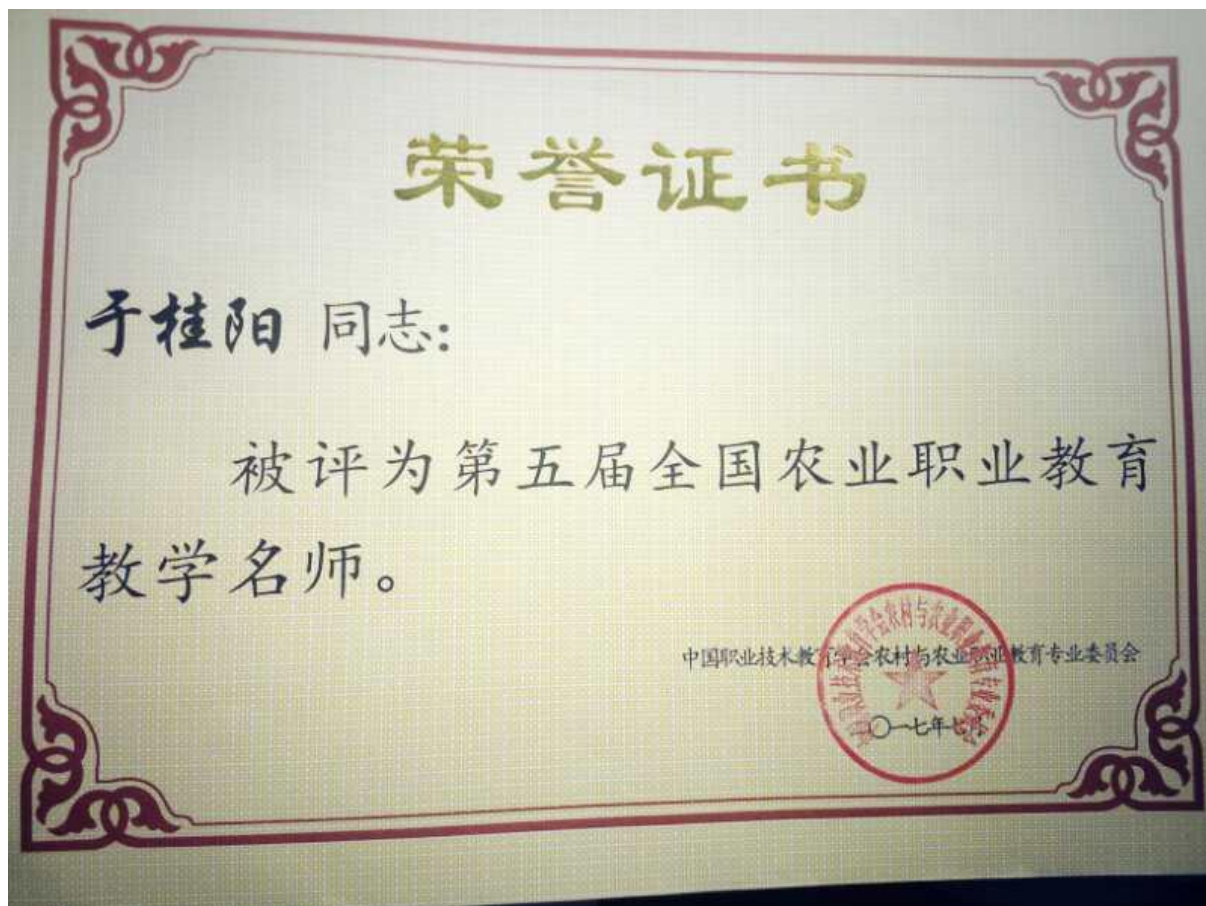 荣誉证书
于桂阳 同志:
被评为第五届全国农业职业教育
教学名师。
中国职业技术教育学会农村与农业职业教育专业委员会
二〇一七年七月